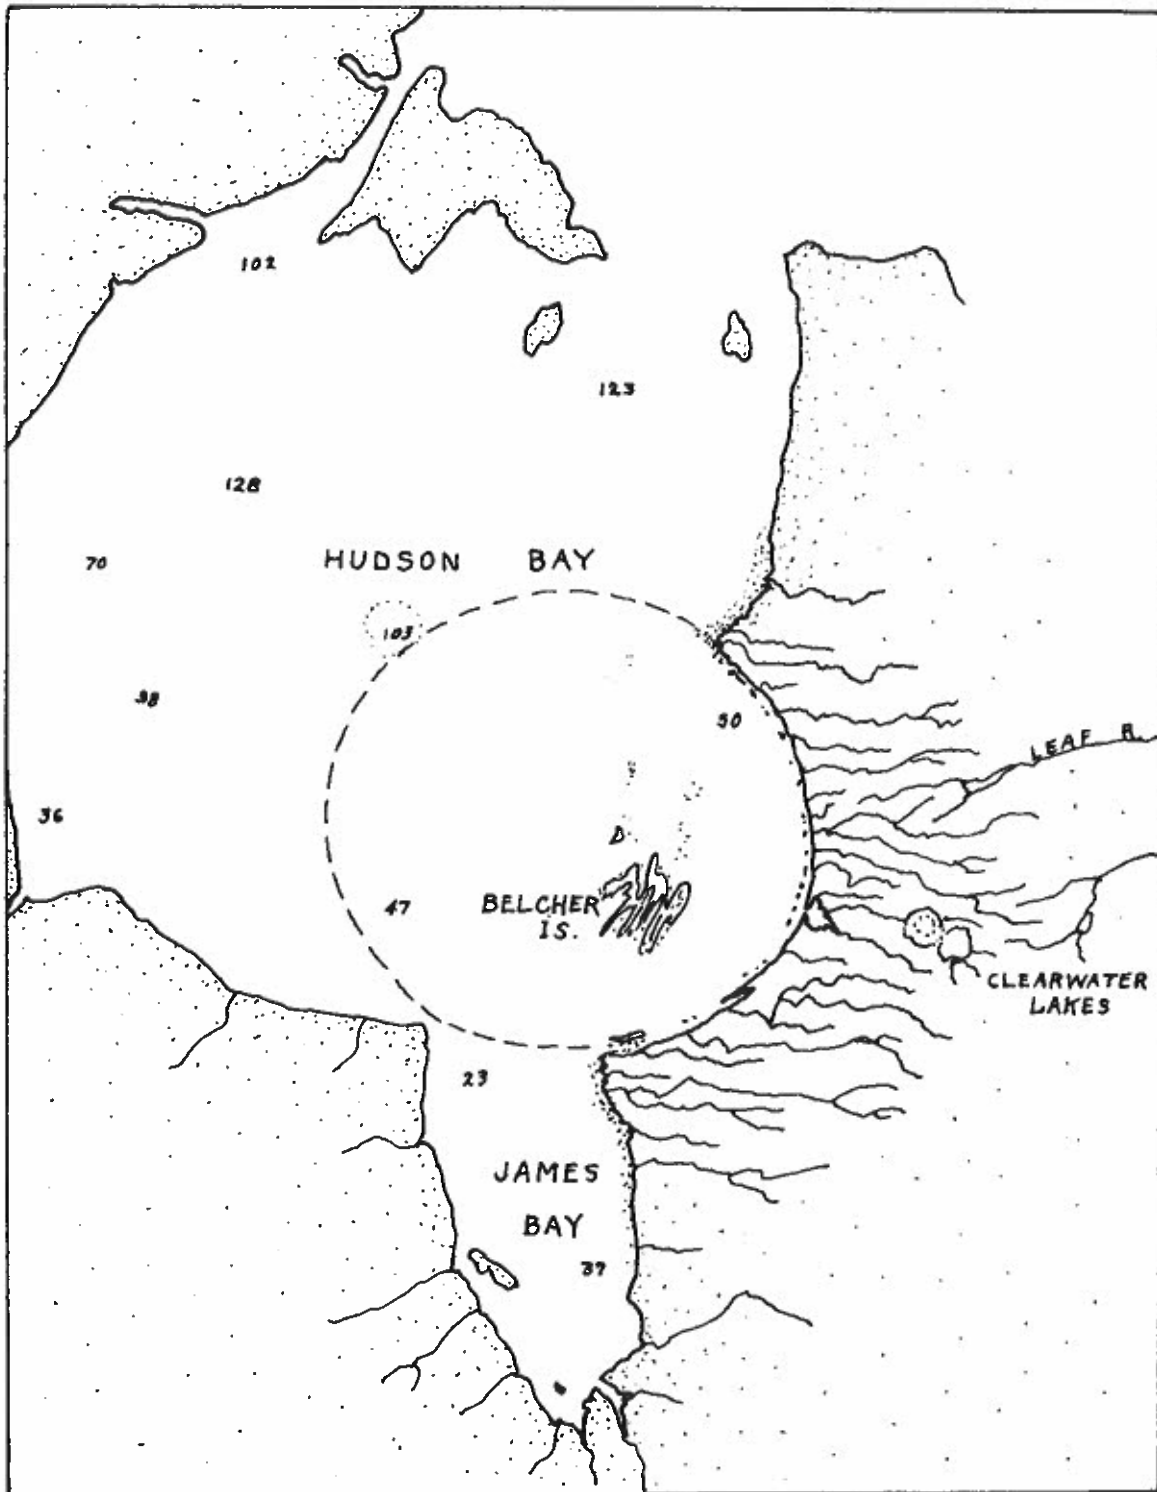 102
123
128
70
HUDSON BAY
103
38
50
LEAF R.
36
D
47
BELCHER
IS.
CLEARWATER
LAKES
23
JAMES
BAY
37